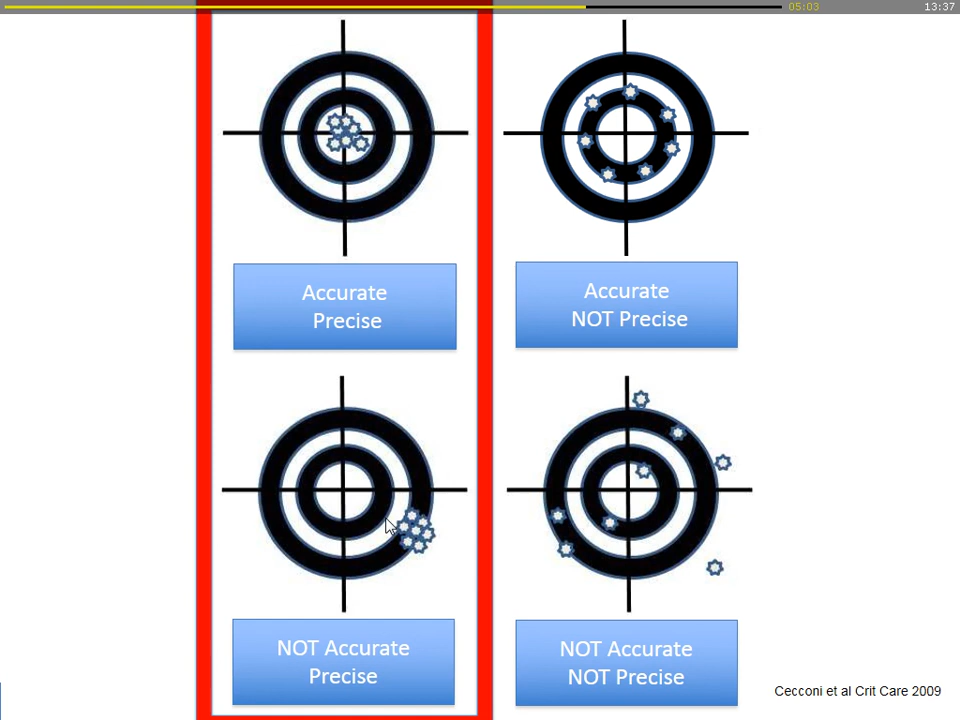 05:03
13:37
Accurate
Precise
Accurate
NOT Precise
NOT Accurate
Precise
NOT Accurate
NOT Precise
Cecconi et al Crit Care 2009